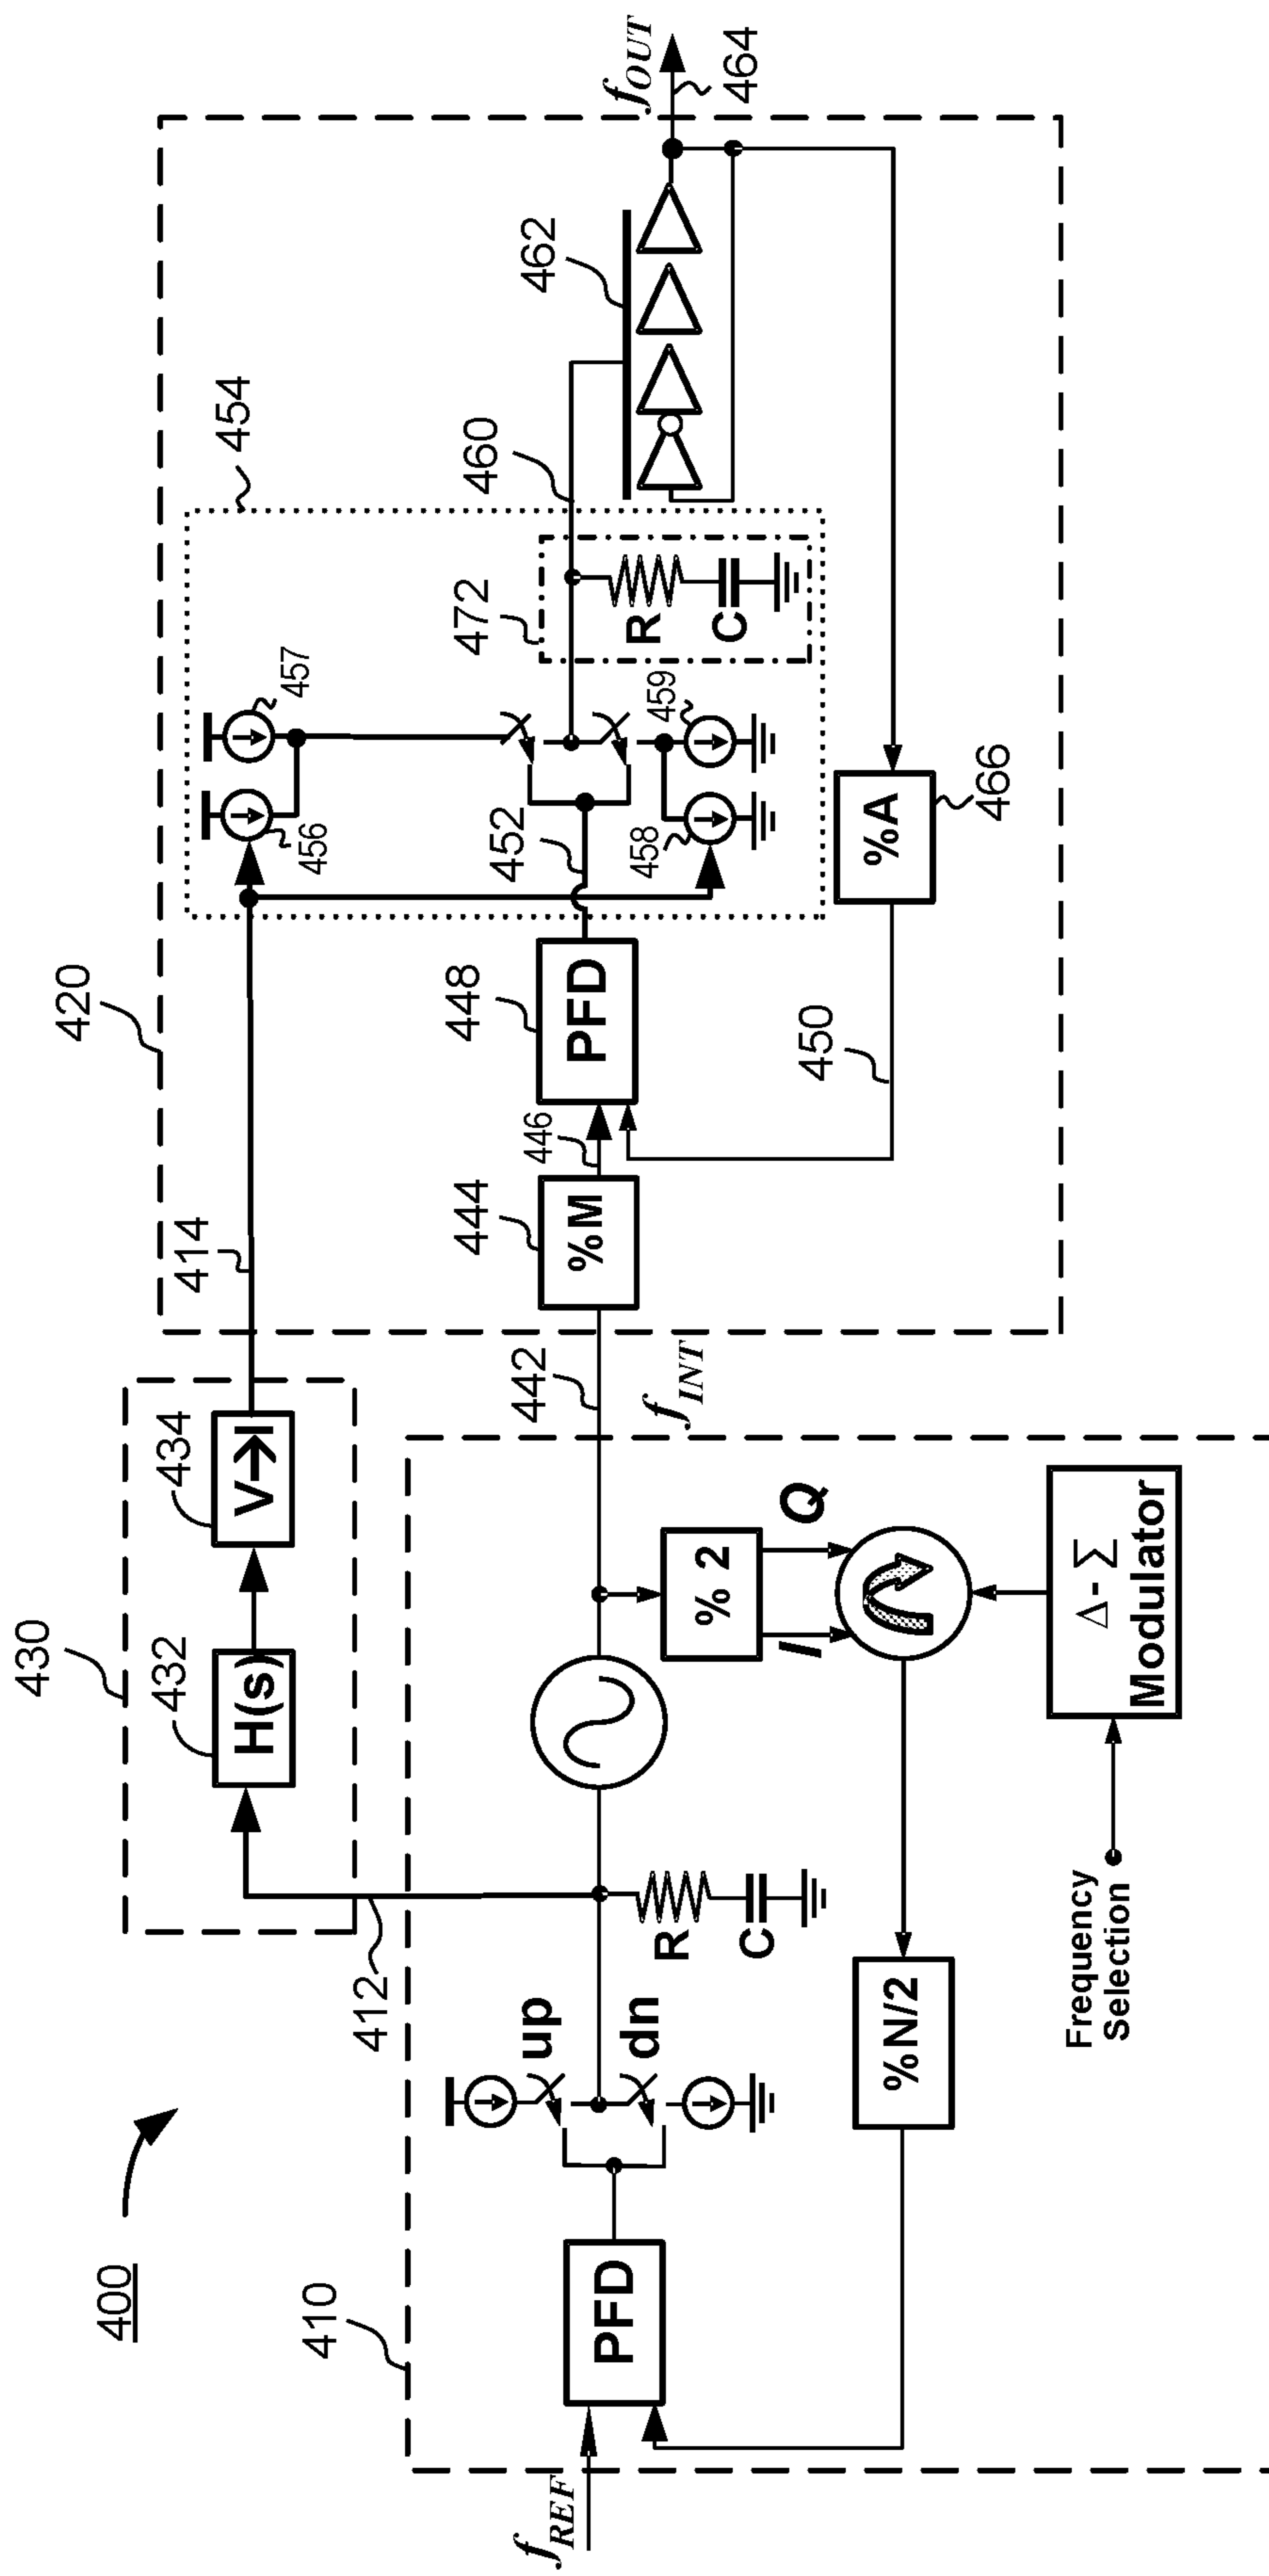 400
430
432
H(s)
434
V→I
414
420
412
410
f_REF
PFD
up
dn
R
C
442
f_INT
% 2
I
Q
%N/2
Δ - Σ
Modulator
Frequency
Selection
444
%M
446
448
PFD
450
452
454
456
457
458
459
472
R
C
460
462
%A
466
f_OUT
464